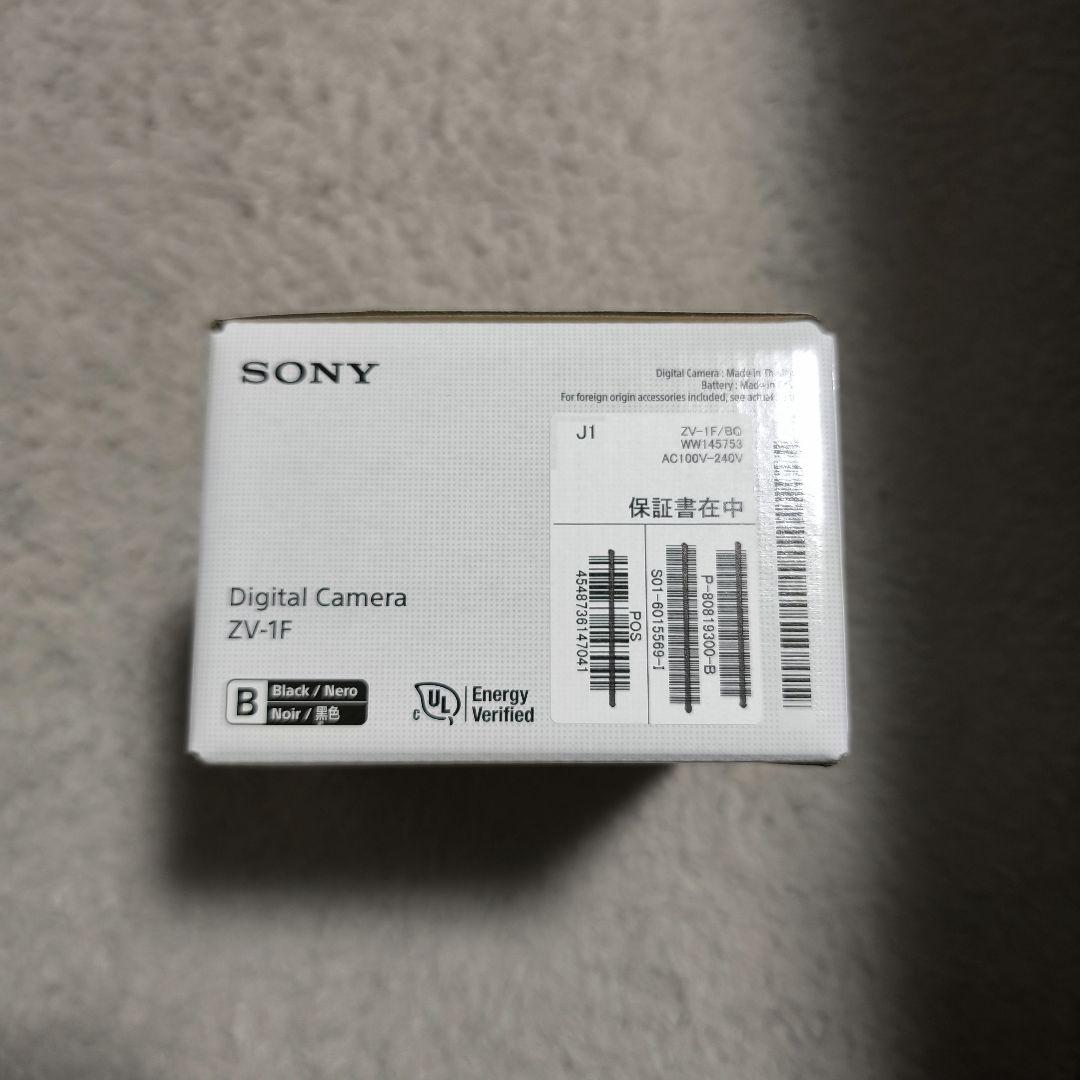 SONY
Digital Camera : Made in
Battery : Made in
For foreign origin accessories included, see
J1
ZV-1F/BQ
WW145753
AC100V-240V
保証書在中
4548736147041
POS
S01-6015569-I
P-80819300-B
Digital Camera
ZV-1F
B
Black / Nero
Noir / 黒色
C UL
Energy
Verified